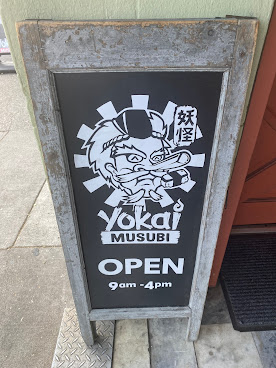 妖怪
Yokai
MUSUBI
OPEN
9am - 4pm